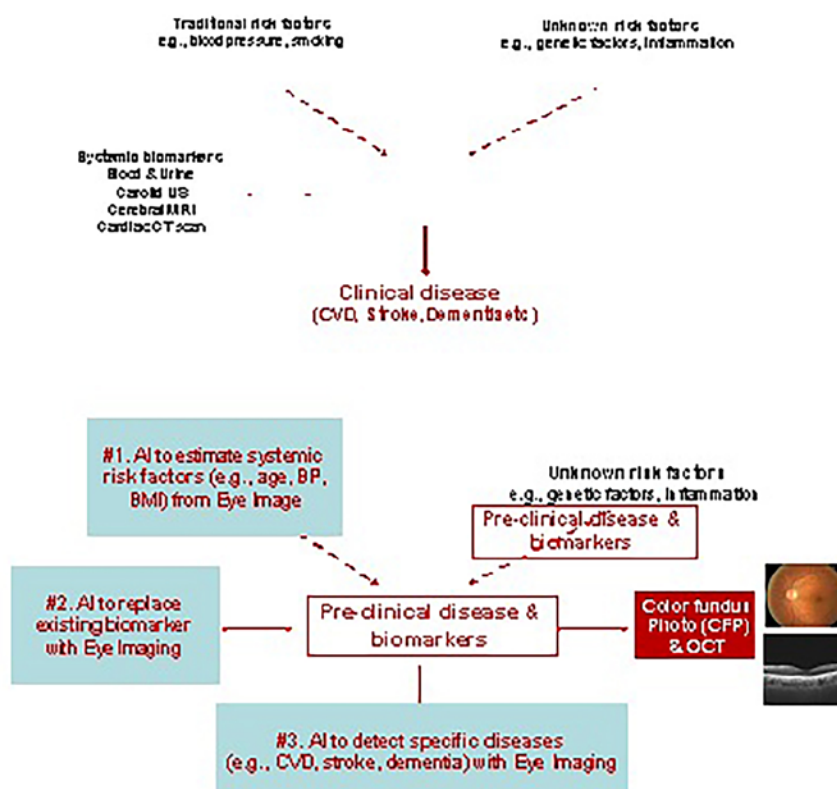 Traditional risk factors
e.g., blood pressure, smoking
Unknown risk factors
e.g., genetic factors, inflammation
Systemic biomarkers
Blood & Urine
Carotid US
Cerebral MRI
Cardiac CT scan
Clinical disease
(CVD, Stroke, Dementia etc)
#1. AI to estimate systemic
risk factors (e.g., age, BP,
BMI) from Eye Image
Unknown risk factors
e.g., genetic factors, inflammation
Pre-clinical disease &
biomarkers
#2. AI to replace
existing biomarker
with Eye Imaging
Pre-clinical disease &
biomarkers
Color fundus
Photo (CFP)
& OCT
#3. AI to detect specific diseases
(e.g., CVD, stroke, dementia) with Eye Imaging